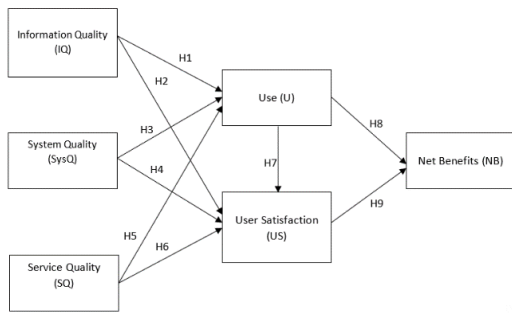 Information Quality
(IQ)
H1
H2
Use (U)
H3
H8
System Quality
(SysQ)
H4
H7
Net Benefits (NB)
H9
User Satisfaction
(US)
H5
H6
Service Quality
(SQ)